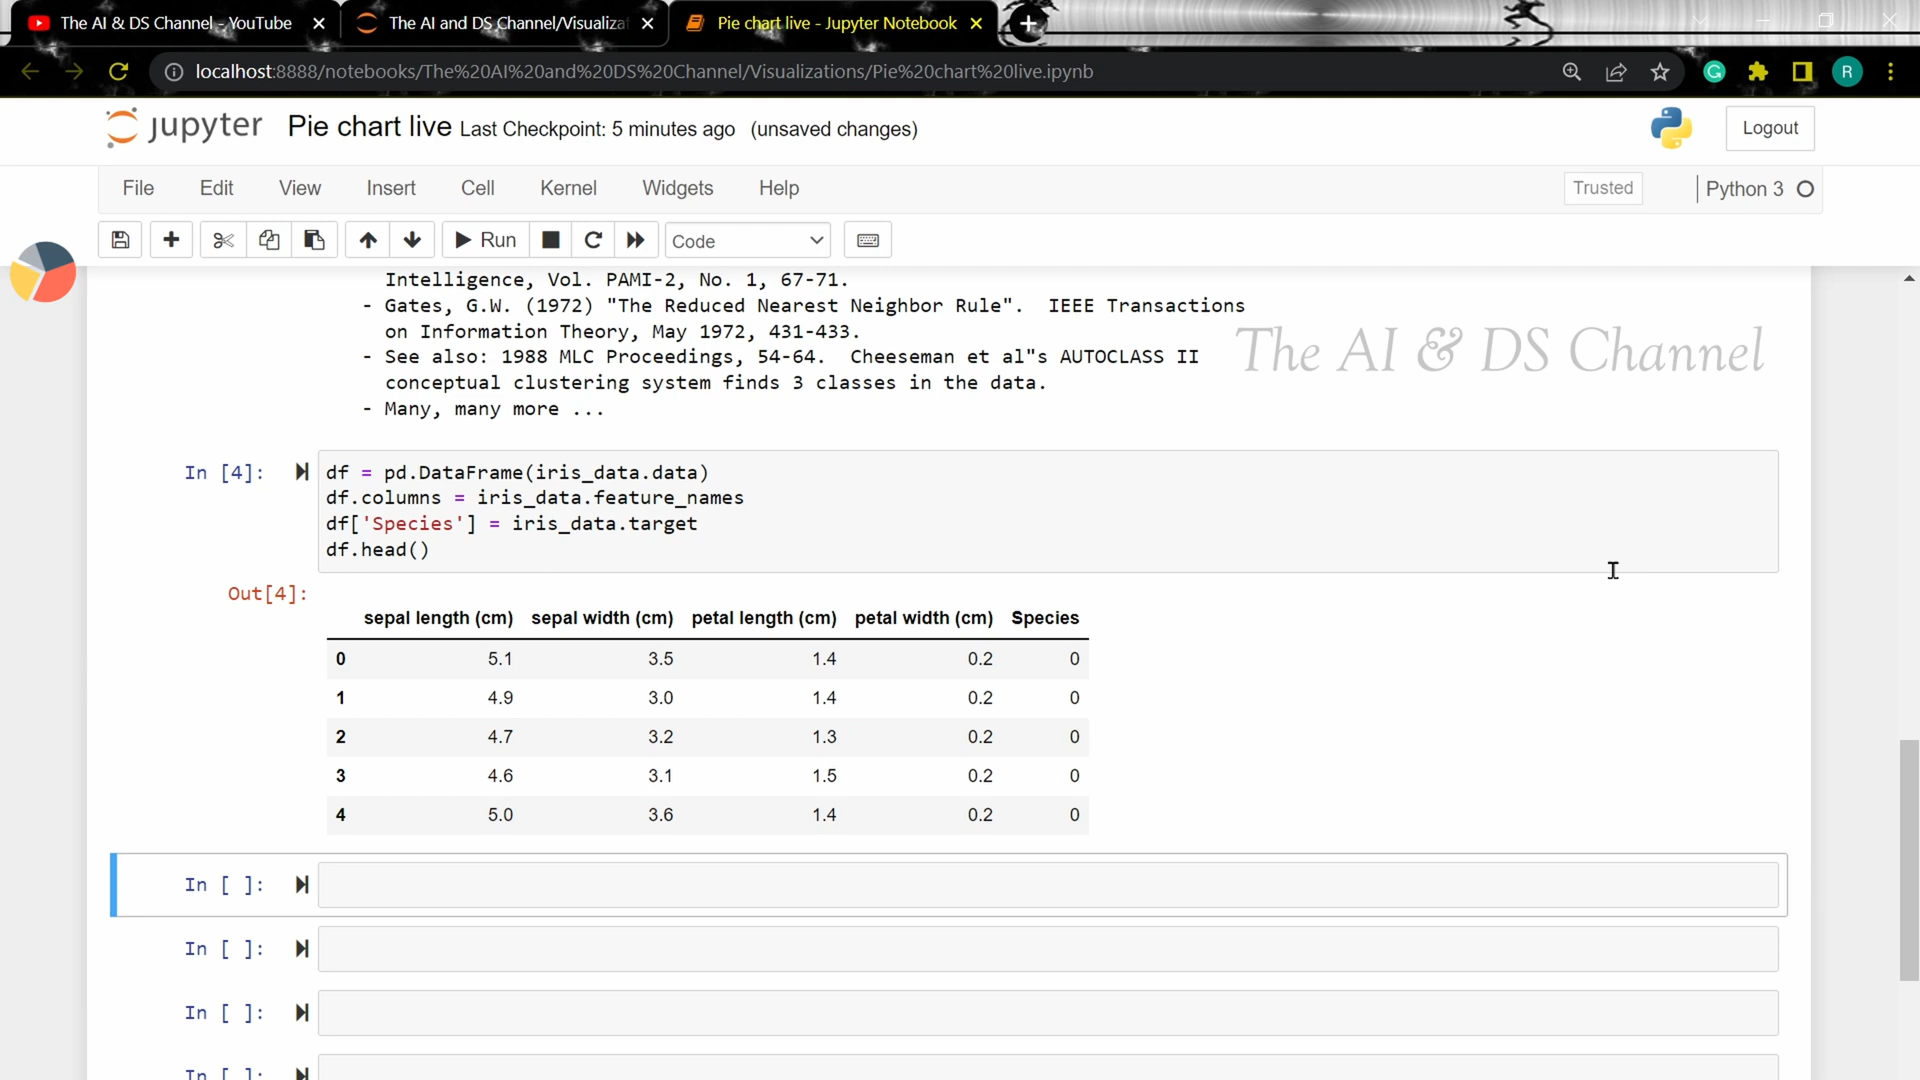 The AI & DS Channel - YouTube
The AI and DS Channel/Visualizat
Pie chart live - Jupyter Notebook
localhost:8888/notebooks/The%20AI%20and%20DS%20Channel/Visualizations/Pie%20chart%20live.ipynb
R
jupyter Pie chart live Last Checkpoint: 5 minutes ago (unsaved changes)
Logout
File Edit View Insert Cell Kernel Widgets Help
Trusted
Python 3
Run
Code
Intelligence, Vol. PAMI-2, No. 1, 67-71.
- Gates, G.W. (1972) "The Reduced Nearest Neighbor Rule". IEEE Transactions
on Information Theory, May 1972, 431-433.
The AI & DS Channel
- See also: 1988 MLC Proceedings, 54-64. Cheeseman et al"s AUTOCLASS II
conceptual clustering system finds 3 classes in the data.
- Many, many more ...
In [4]:
df = pd.DataFrame(iris_data.data)
df.columns = iris_data.feature_names
df['Species'] = iris_data.target
df.head()
Out[4]:
sepal length (cm) sepal width (cm) petal length (cm) petal width (cm) Species
0 5.1 3.5 1.4 0.2 0
1 4.9 3.0 1.4 0.2 0
2 4.7 3.2 1.3 0.2 0
3 4.6 3.1 1.5 0.2 0
4 5.0 3.6 1.4 0.2 0
In [ ]:
In [ ]:
In [ ]:
In [ ]: